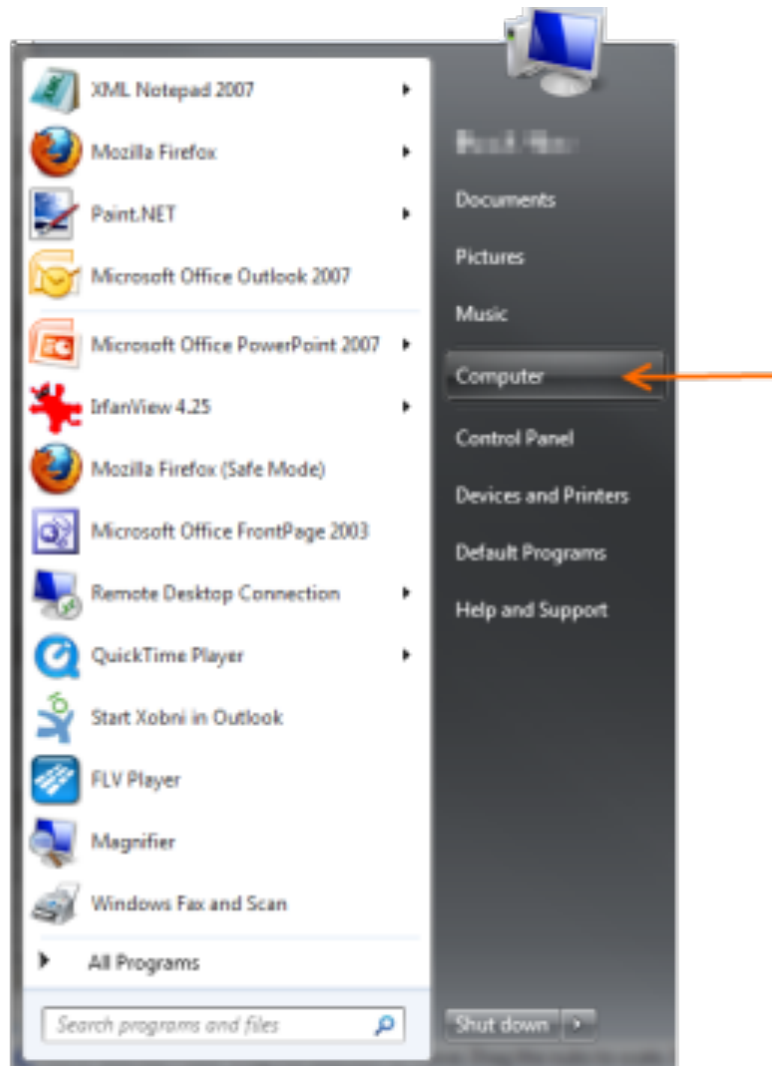 XML Notepad 2007
Mozilla Firefox
Paint.NET
Microsoft Office Outlook 2007
Microsoft Office PowerPoint 2007
IrfanView 4.25
Mozilla Firefox (Safe Mode)
Microsoft Office FrontPage 2003
Remote Desktop Connection
QuickTime Player
Start Xobni in Outlook
FLV Player
Magnifier
Windows Fax and Scan
All Programs
Search programs and files
Documents
Pictures
Music
Computer
Control Panel
Devices and Printers
Default Programs
Help and Support
Shut down